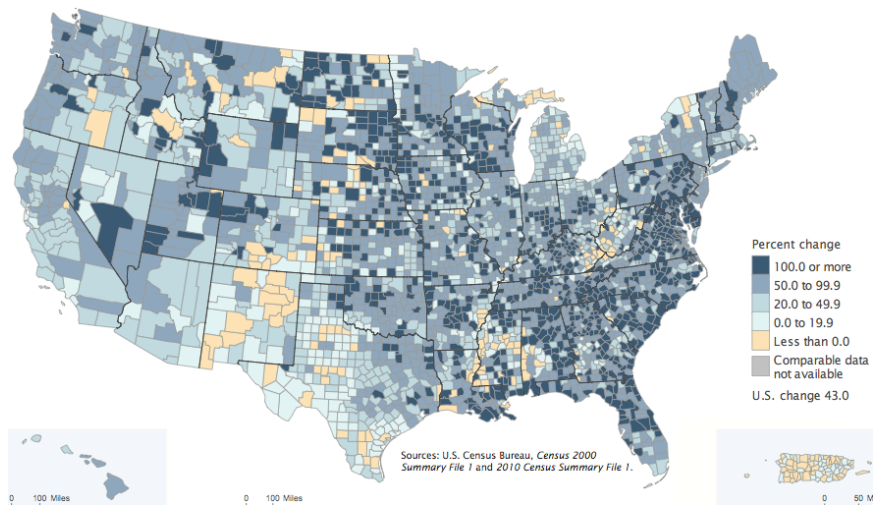 Percent change
100.0 or more
50.0 to 99.9
20.0 to 49.9
0.0 to 19.9
Less than 0.0
Comparable data
not available
U.S. change 43.0
Sources: U.S. Census Bureau, Census 2000
Summary File 1 and 2010 Census Summary File 1.
0 100 Miles
0 100 Miles
0 50 M